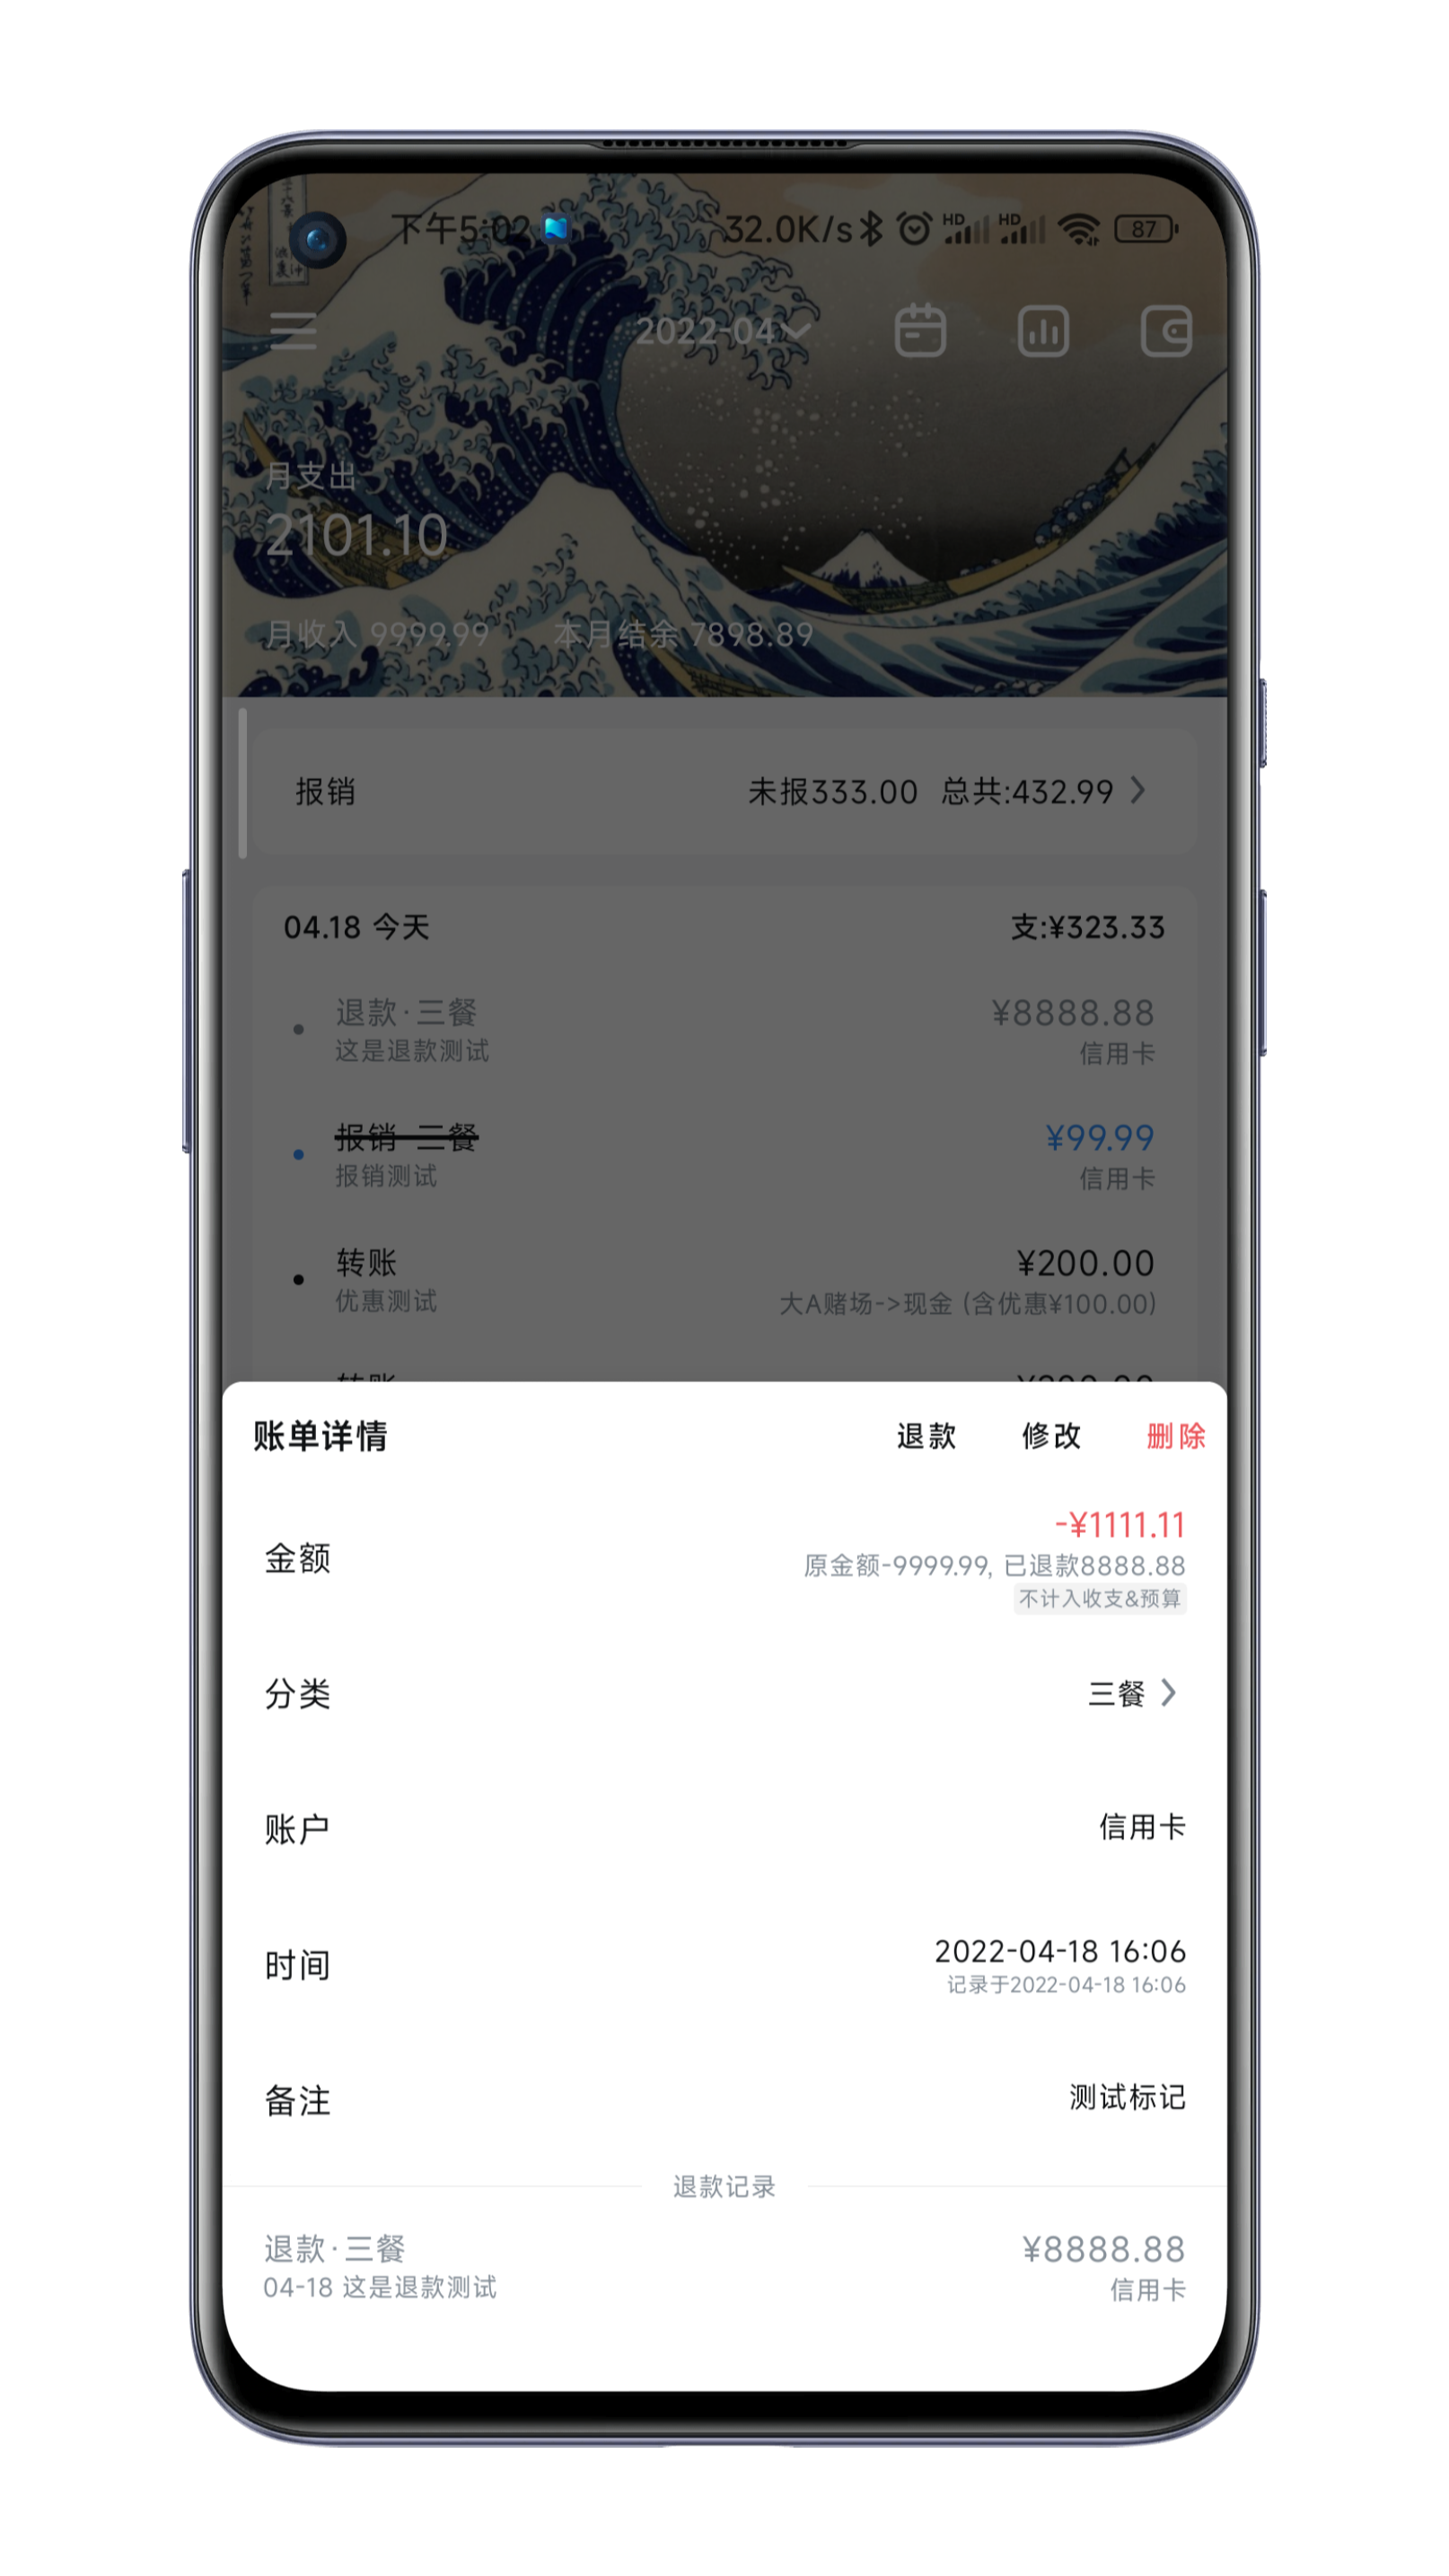 下午5:02
32.0K/s HD HD 87
2022-04
月支出
2101.10
月收入 9999.99 本月结余 7898.89
报销 未报333.00 总共:432.99
04.18 今天 支:¥323.33
退款·三餐 ¥8888.88
这是退款测试 信用卡
报销·三餐 ¥99.99
报销测试 信用卡
转账 ¥200.00
优惠测试 大A赌场->现金 (含优惠¥100.00)
账单详情 退款 修改 删除
金额 -¥1111.11
原金额-9999.99, 已退款8888.88
不计入收支&预算
分类 三餐
账户 信用卡
时间 2022-04-18 16:06
记录于2022-04-18 16:06
备注 测试标记
退款记录
退款·三餐 ¥8888.88
04-18 这是退款测试 信用卡